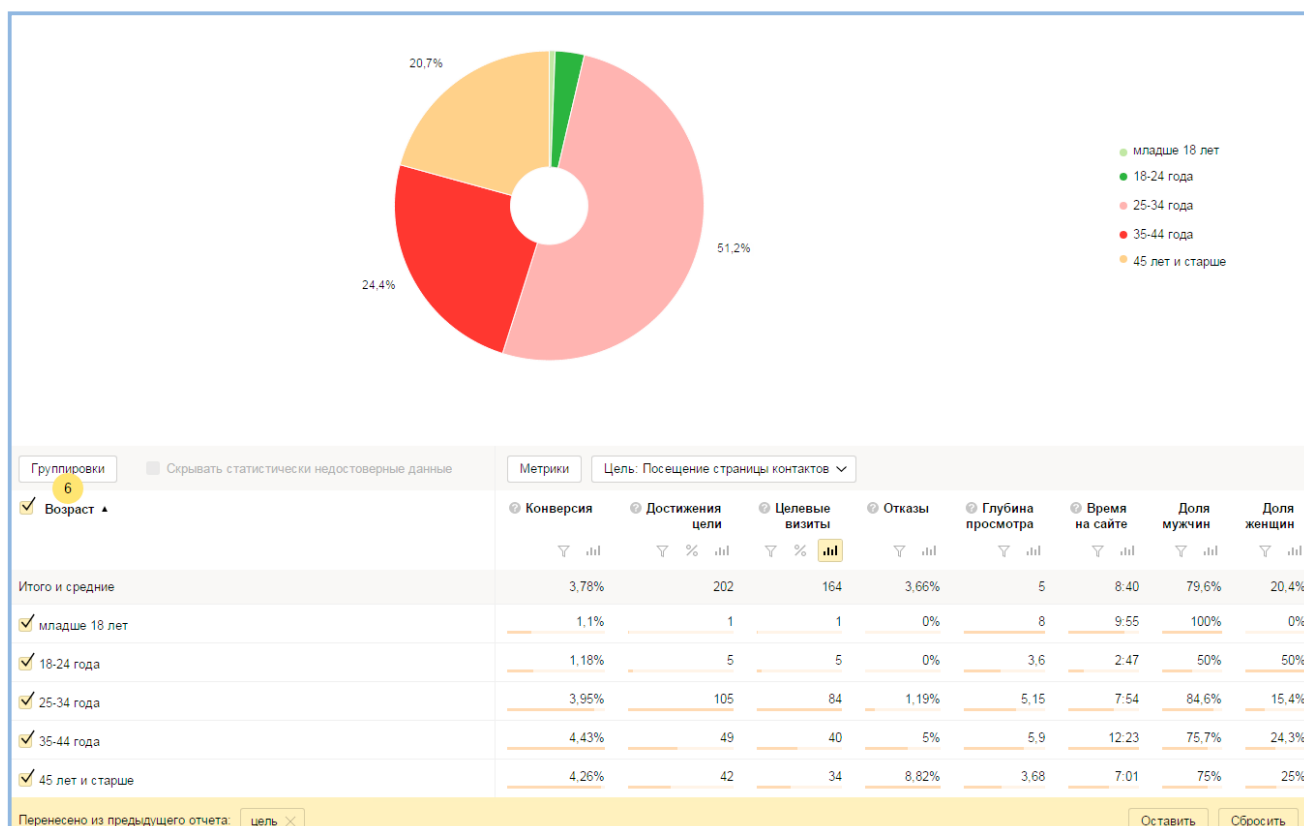 20,7%
51,2%
24,4%
младше 18 лет
18-24 года
25-34 года
35-44 года
45 лет и старше
Группировки Скрывать статистически недостоверные данные Метрики Цель: Посещение страницы контактов
6
Возраст ▲ ? Конверсия ? Достижения цели ? Целевые визиты ? Отказы ? Глубина просмотра ? Время на сайте Доля мужчин Доля женщин
% %
Итого и средние 3,78% 202 164 3,66% 5 8:40 79,6% 20,4%
младше 18 лет 1,1% 1 1 0% 8 9:55 100% 0%
18-24 года 1,18% 5 5 0% 3,6 2:47 50% 50%
25-34 года 3,95% 105 84 1,19% 5,15 7:54 84,6% 15,4%
35-44 года 4,43% 49 40 5% 5,9 12:23 75,7% 24,3%
45 лет и старше 4,26% 42 34 8,82% 3,68 7:01 75% 25%
Перенесено из предыдущего отчета: цель × Оставить Сбросить